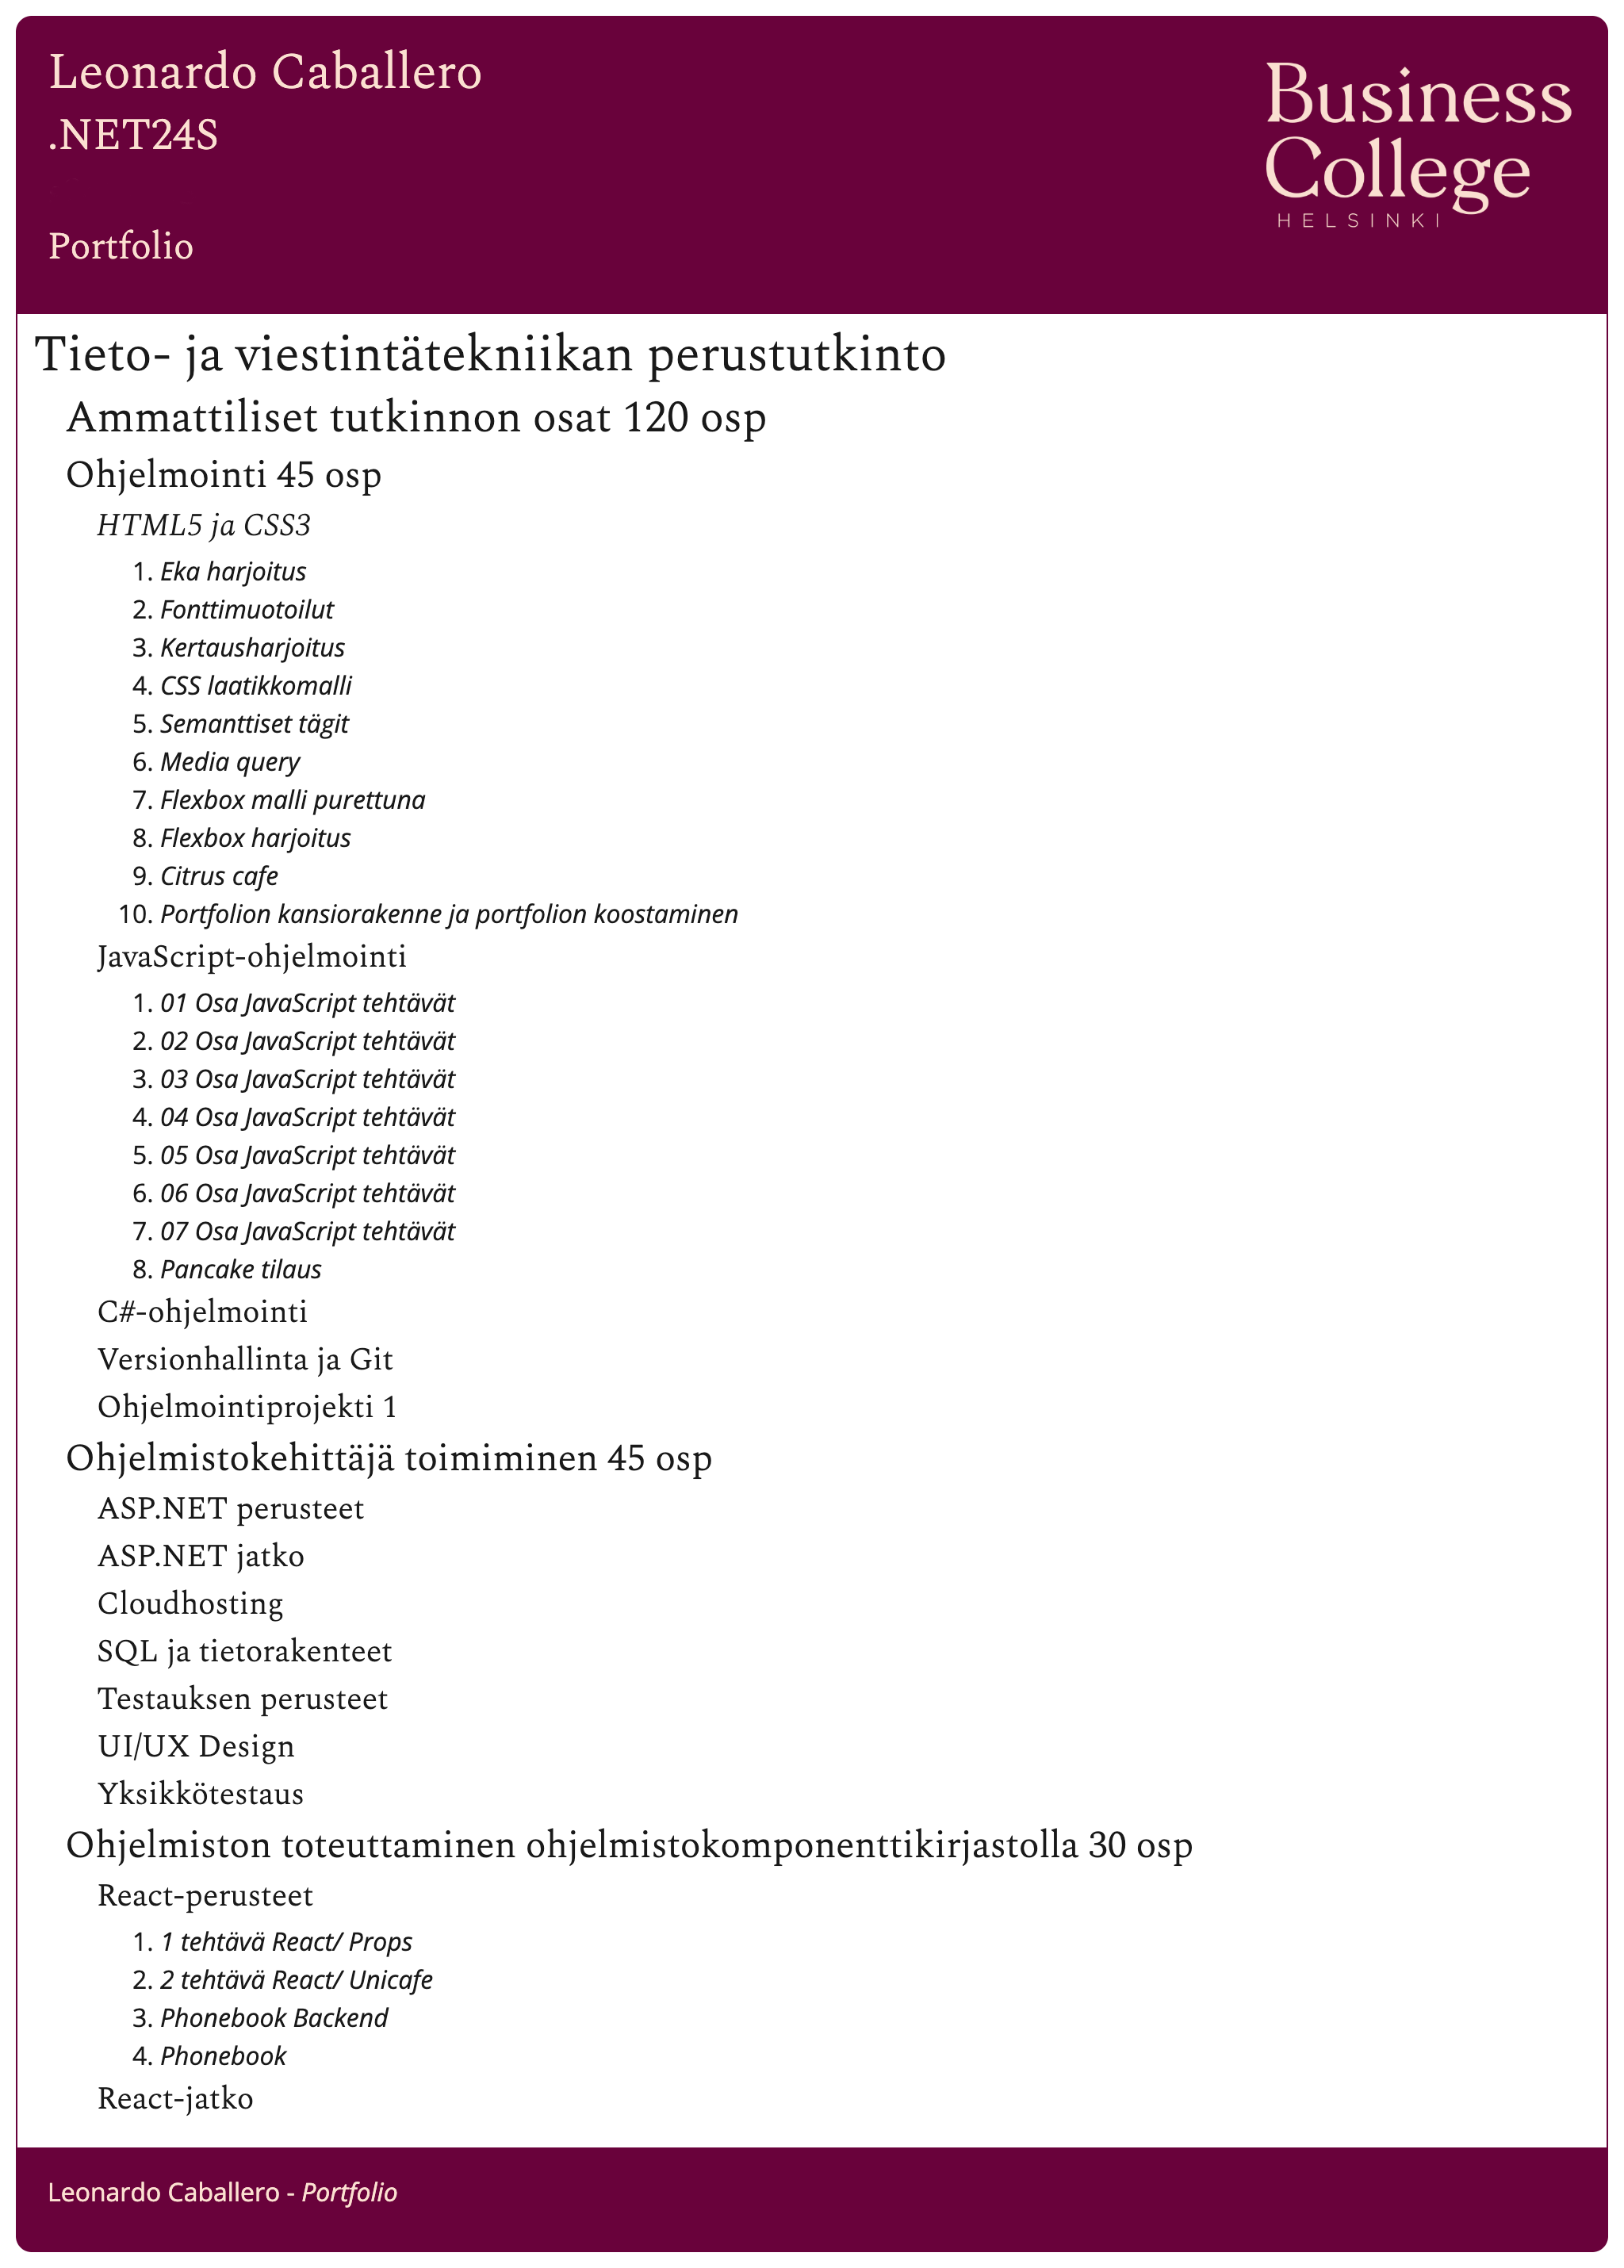 Leonardo Caballero
.NET24S
Portfolio
Business
College
HELSINKI
Tieto- ja viestintätekniikan perustutkinto
Ammattiliset tutkinnon osat 120 osp
Ohjelmointi 45 osp
HTML5 ja CSS3
1. Eka harjoitus
2. Fonttimuotoilut
3. Kertausharjoitus
4. CSS laatikkomalli
5. Semanttiset tägit
6. Media query
7. Flexbox malli purettuna
8. Flexbox harjoitus
9. Citrus cafe
10. Portfolion kansiorakenne ja portfolion koostaminen
JavaScript-ohjelmointi
1. 01 Osa JavaScript tehtävät
2. 02 Osa JavaScript tehtävät
3. 03 Osa JavaScript tehtävät
4. 04 Osa JavaScript tehtävät
5. 05 Osa JavaScript tehtävät
6. 06 Osa JavaScript tehtävät
7. 07 Osa JavaScript tehtävät
8. Pancake tilaus
C#-ohjelmointi
Versionhallinta ja Git
Ohjelmointiprojekti 1
Ohjelmistokehittäjä toimiminen 45 osp
ASP.NET perusteet
ASP.NET jatko
Cloudhosting
SQL ja tietorakenteet
Testauksen perusteet
UI/UX Design
Yksikkötestaus
Ohjelmiston toteuttaminen ohjelmistokomponenttikirjastolla 30 osp
React-perusteet
1. 1 tehtävä React/ Props
2. 2 tehtävä React/ Unicafe
3. Phonebook Backend
4. Phonebook
React-jatko
Leonardo Caballero - Portfolio